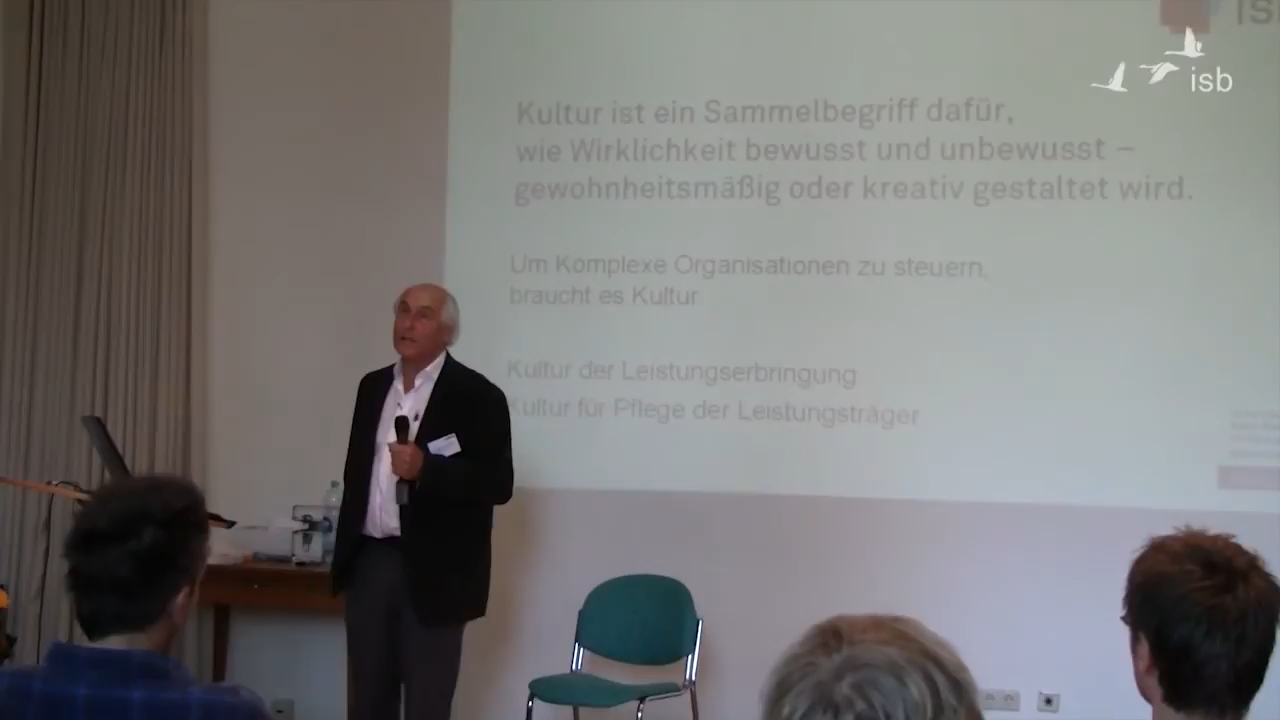 isb
Kultur ist ein Sammelbegriff dafür,
wie Wirklichkeit bewusst und unbewusst –
gewohnheitsmäßig oder kreativ gestaltet wird.
Um Komplexe Organisationen zu steuern,
braucht es Kultur
Kultur der Leistungserbringung
Kultur für Pflege der Leistungsträger